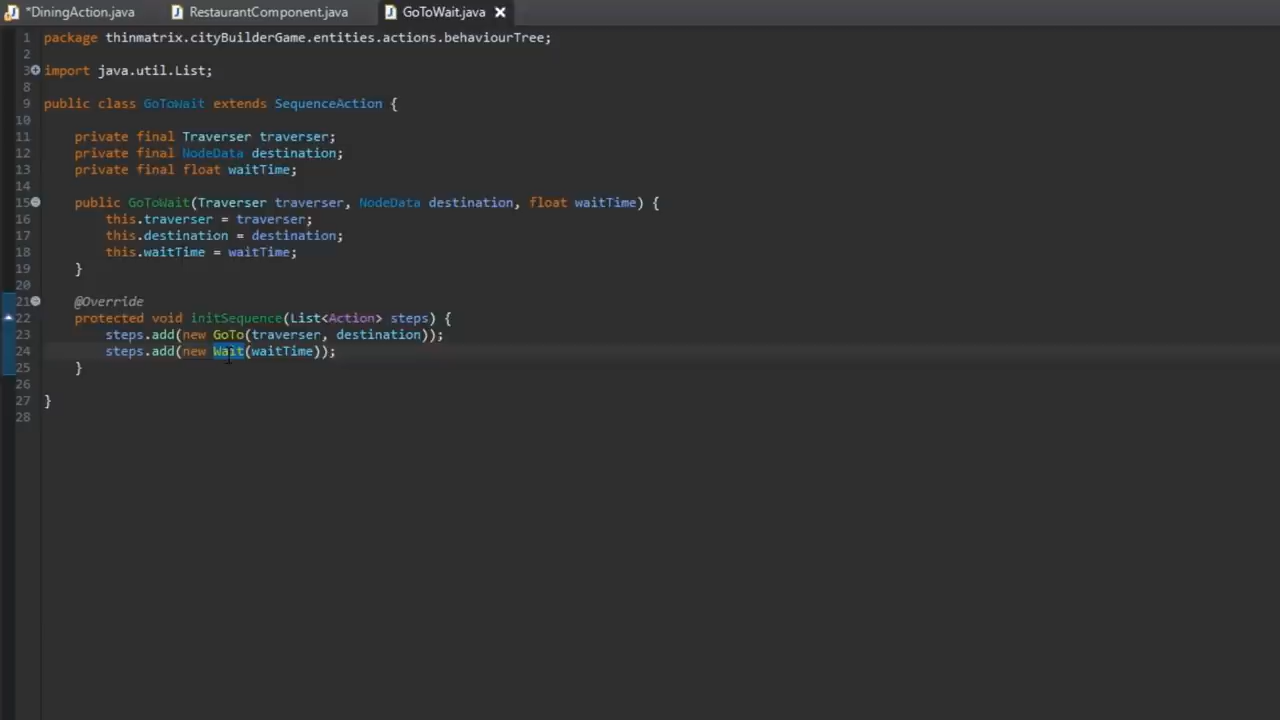 *DiningAction.java RestaurantComponent.java GoToWait.java
1 package thinmatrix.cityBuilderGame.entities.actions.behaviourTree;
2
3 import java.util.List;
8
9 public class GoToWait extends SequenceAction {
10
11 private final Traverser traverser;
12 private final NodeData destination;
13 private final float waitTime;
14
15 public GoToWait(Traverser traverser, NodeData destination, float waitTime) {
16 this.traverser = traverser;
17 this.destination = destination;
18 this.waitTime = waitTime;
19 }
20
21 @Override
22 protected void initSequence(List<Action> steps) {
23 steps.add(new GoTo(traverser, destination));
24 steps.add(new Wait(waitTime));
25 }
26
27 }
28